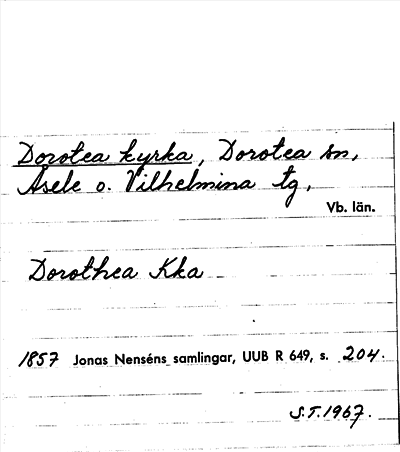 Dorotea kyrka, Dorotea sn,
Åsele o. Vilhelmina tg,
Vb. län.
Dorothea Kka
1857 Jonas Nenséns samlingar, UUB R 649, s. 204.
S.T.1967.